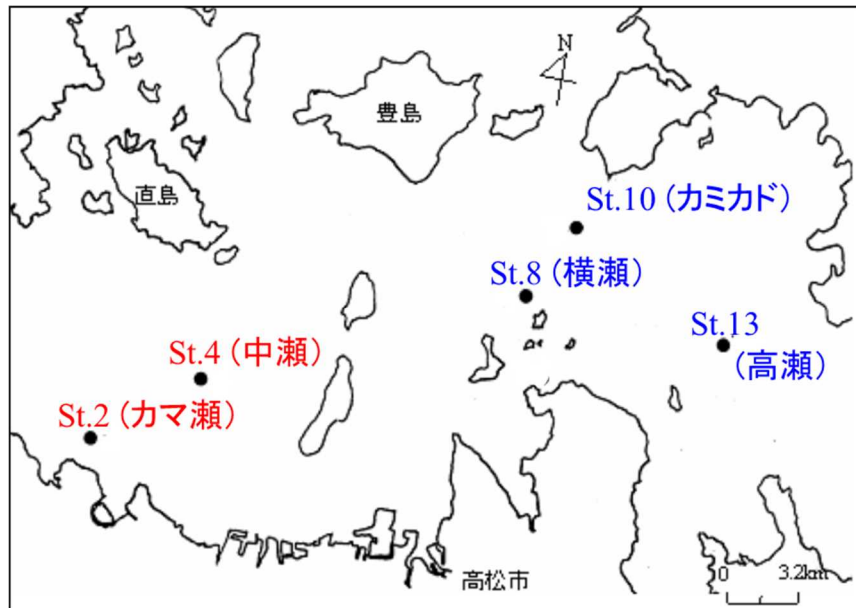 N
豊島
直島
St.10 (カミカド)
St.8 (横瀬)
St.13
(高瀬)
St.4 (中瀬)
St.2 (カマ瀬)
高松市
0 3.2km